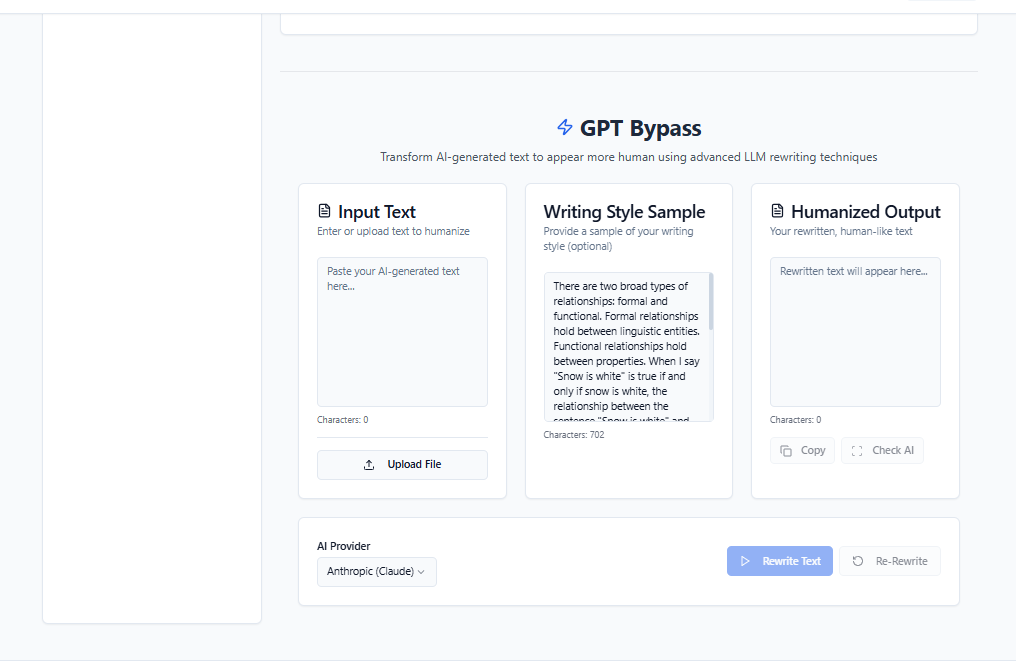 GPT Bypass
Transform AI-generated text to appear more human using advanced LLM rewriting techniques
Input Text
Enter or upload text to humanize
Paste your AI-generated text
here...
Characters: 0
Upload File
Writing Style Sample
Provide a sample of your writing
style (optional)
There are two broad types of
relationships: formal and
functional. Formal relationships
hold between linguistic entities.
Functional relationships hold
between properties. When I say
"Snow is white" is true if and
only if snow is white, the
relationship between the
sentence "Snow is white" and
Characters: 702
Humanized Output
Your rewritten, human-like text
Rewritten text will appear here...
Characters: 0
Copy
Check AI
AI Provider
Anthropic (Claude)
Rewrite Text
Re-Rewrite